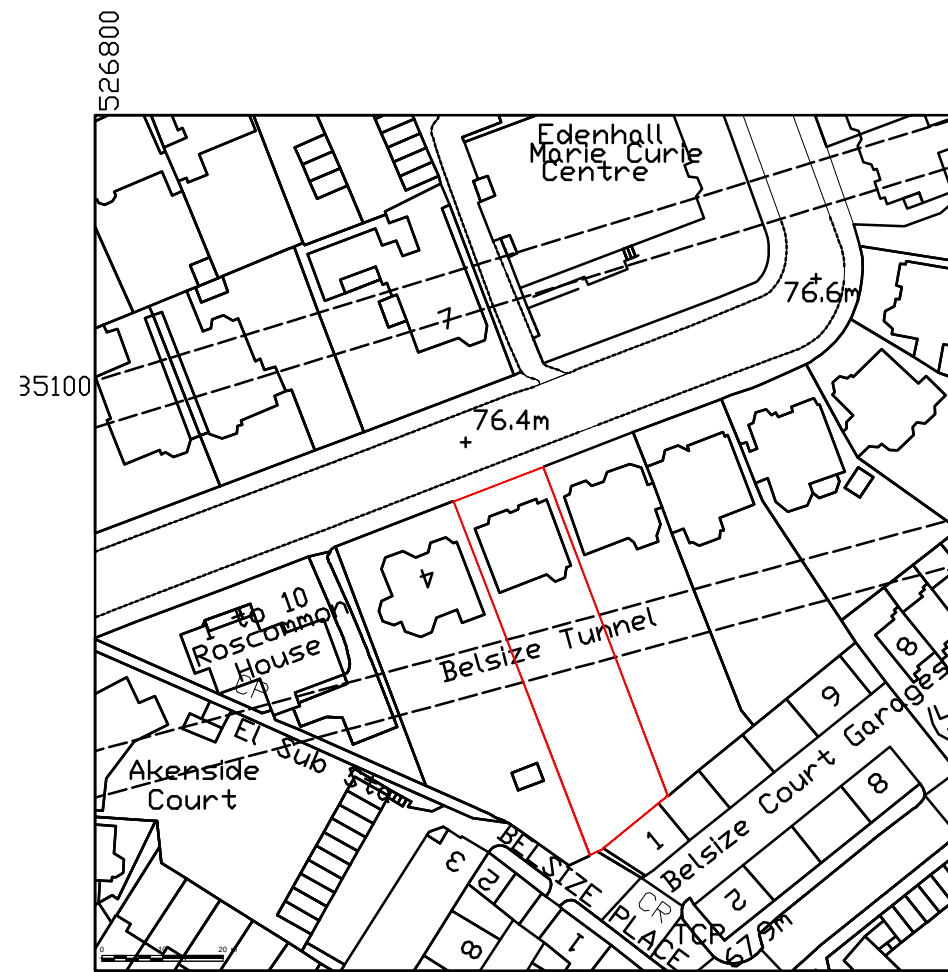 526800
Edenhall
Marie Curie
Centre
76.6m
7
35100
76.4m
4
1 to 10
Roscommon
House
CR
Belsize Tunnel
El Sub Sta
Akenside
Court
9
8
Belsize Court Garages
8
1
2
3
2
8
1
BELSIZE PLACE
CR
TCP
67.9m
0 10 20 m